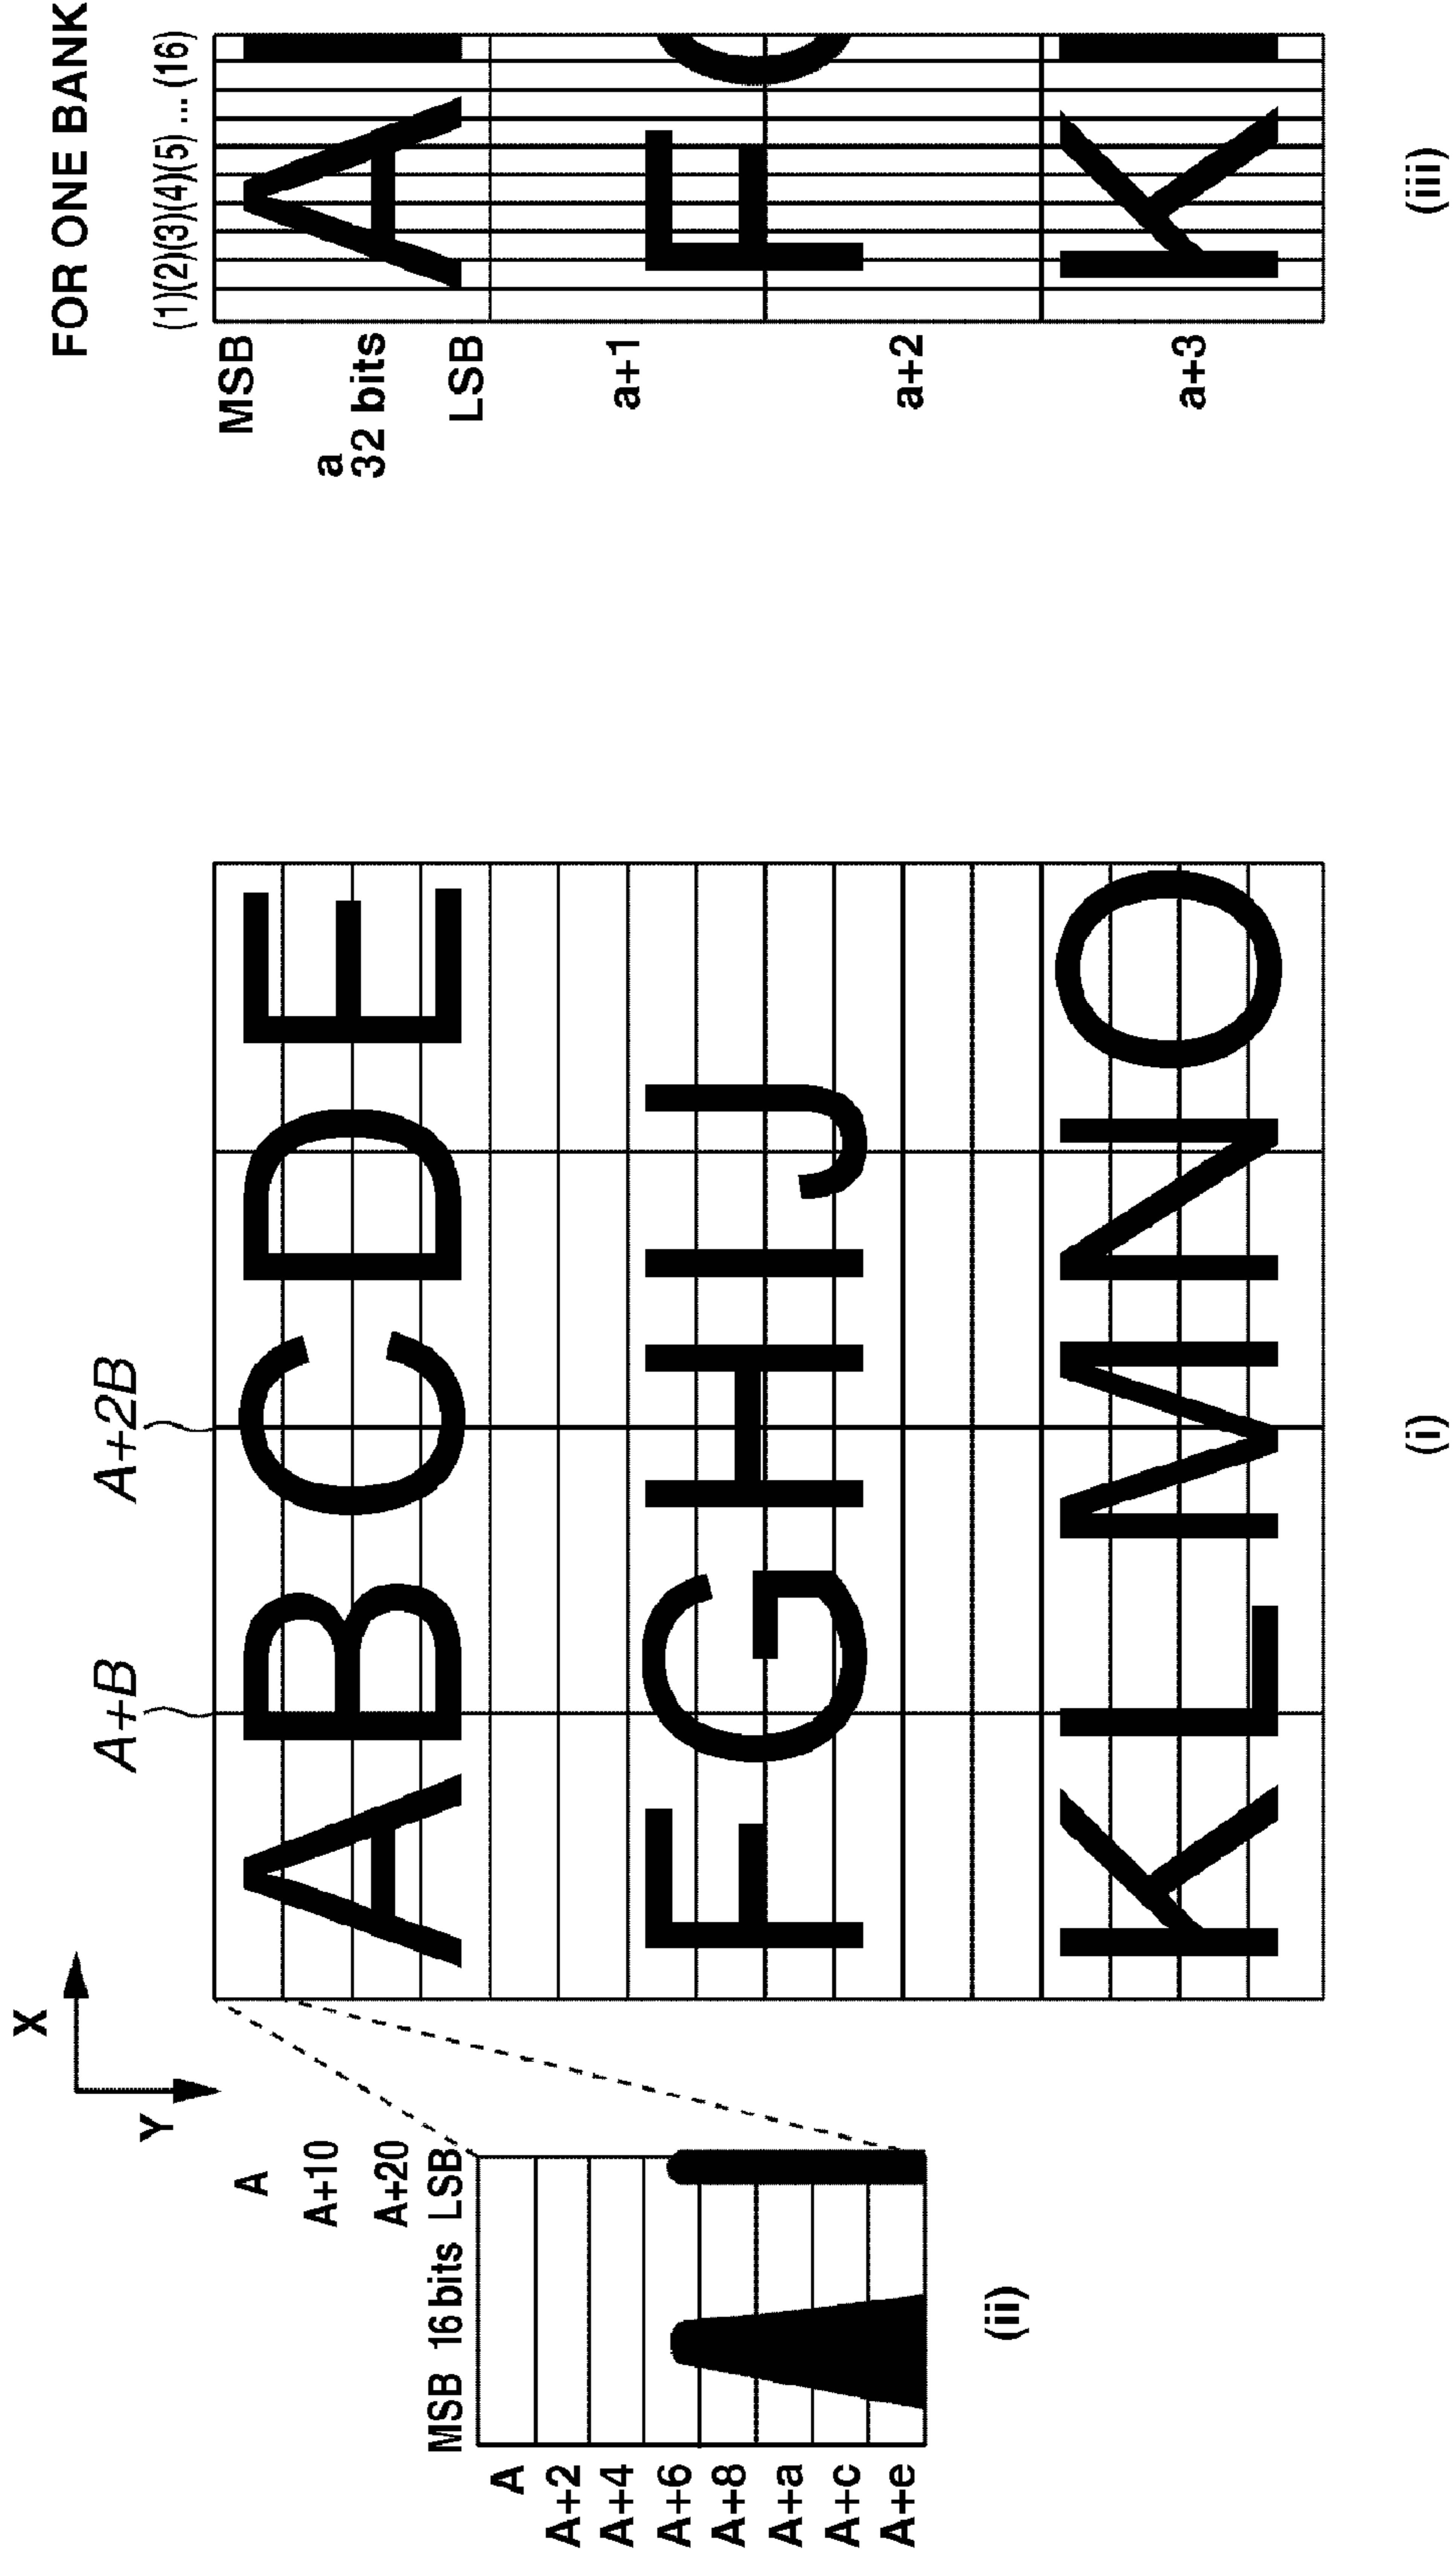 X
Y
A
A+10
A+20
A+B
A+2B
ABCDE
FGHIJ
KLMNO
(i)
MSB 16 bits LSB
A
A+2
A+4
A+6
A+8
A+a
A+c
A+e
(ii)
FOR ONE BANK
(1)(2)(3)(4)(5) ... (16)
MSB
a
32 bits
LSB
a+1
a+2
a+3
A
F
K
(iii)